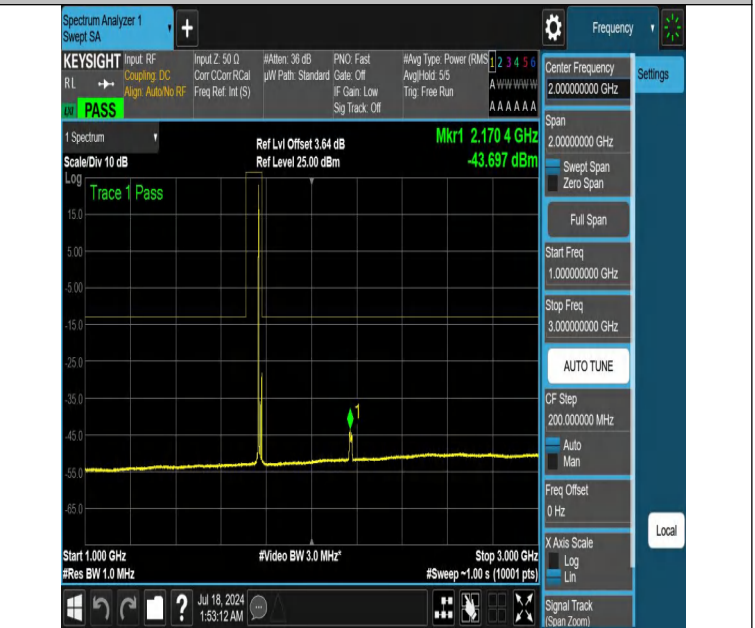 Spectrum Analyzer 1
Swept SA
+
Frequency
KEYSIGHT
RL
PASS
Input: RF
Coupling: DC
Align: Auto/No RF
Input Z: 50 Ω
Corr CCorr RCal
Freq Ref: Int (S)
#Atten: 36 dB
µW Path: Standard
PNO: Fast
Gate: Off
IF Gain: Low
Sig Track: Off
#Avg Type: Power (RMS
Avg|Hold: 5/5
Trig: Free Run
1 2 3 4 5 6
A W W W W W
A A A A A A
Center Frequency
2.000000000 GHz
Settings
Span
2.00000000 GHz
Swept Span
Zero Span
Full Span
Start Freq
1.000000000 GHz
Stop Freq
3.000000000 GHz
AUTO TUNE
CF Step
200.000000 MHz
Auto
Man
Freq Offset
0 Hz
X Axis Scale
Log
Lin
Signal Track
(Span Zoom)
Local
1 Spectrum
Scale/Div 10 dB
Ref Lvl Offset 3.64 dB
Ref Level 25.00 dBm
Mkr1 2.170 4 GHz
-43.697 dBm
Log
Trace 1 Pass
15.0
5.00
-5.00
-15.0
-25.0
-35.0
-45.0
-55.0
-65.0
1
Start 1.000 GHz
#Res BW 1.0 MHz
#Video BW 3.0 MHz*
Stop 3.000 GHz
#Sweep ~1.00 s (10001 pts)
?
Jul 18, 2024
1:53:12 AM